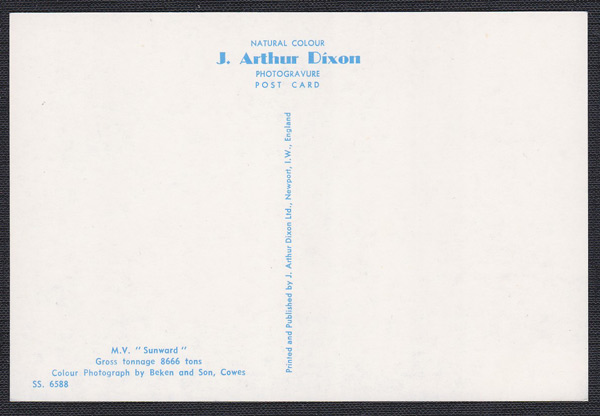 NATURAL COLOUR
J. Arthur Dixon
PHOTOGRAVURE
POST CARD
Printed and Published by J. Arthur Dixon Ltd., Newport, I.W., England
M.V. "Sunward"
Gross tonnage 8666 tons
Colour Photograph by Beken and Son, Cowes
SS. 6588